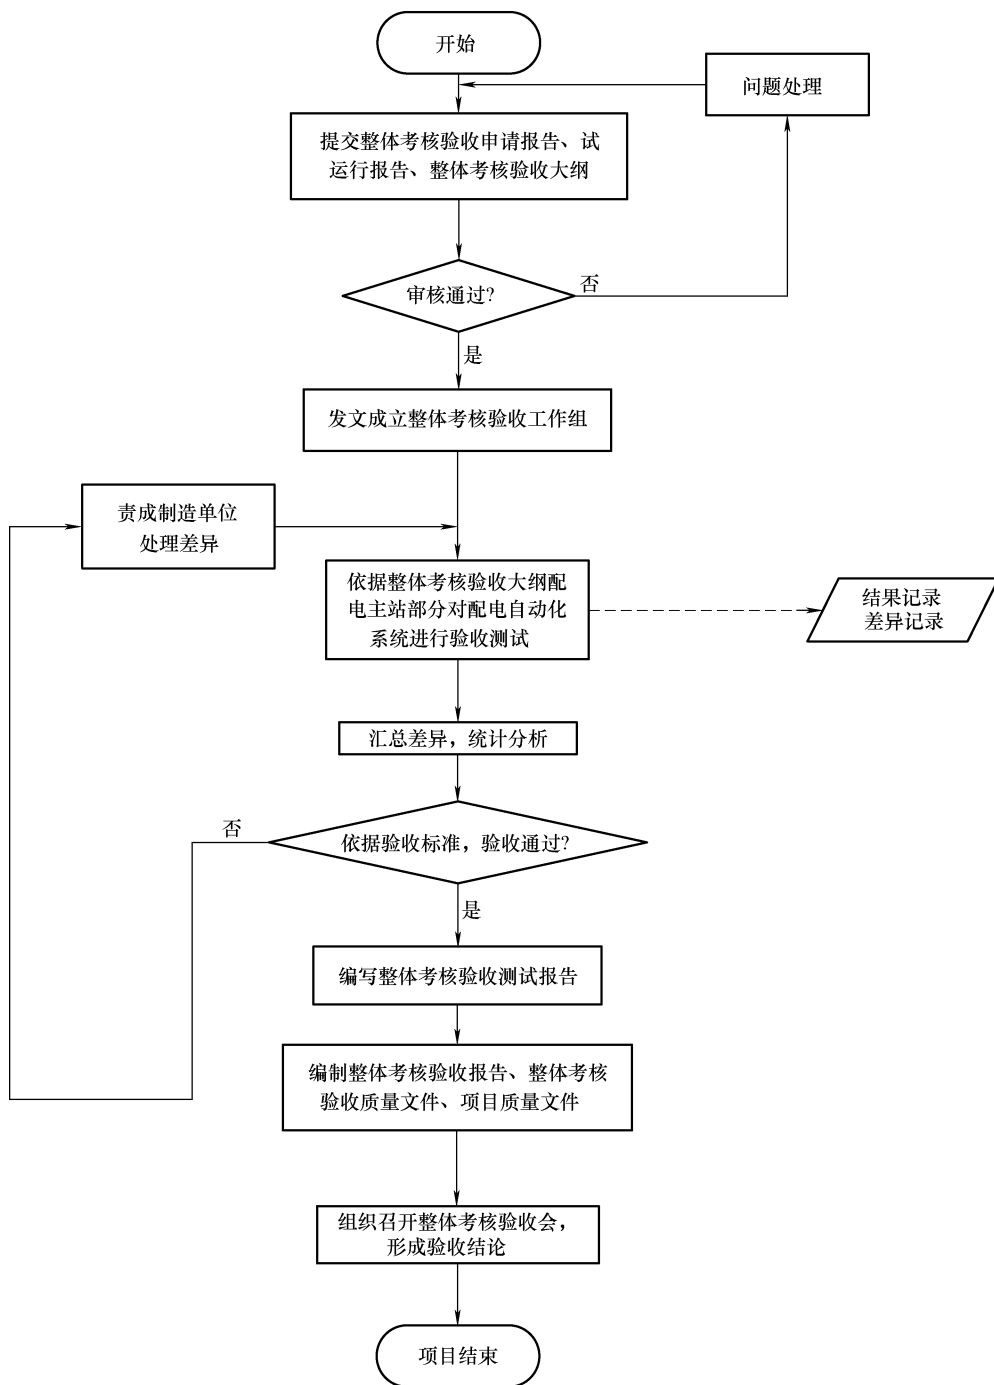 开始
问题处理
提交整体考核验收申请报告、试
运行报告、整体考核验收大纲
审核通过?
否
是
发文成立整体考核验收工作组
责成制造单位
处理差异
依据整体考核验收大纲配
电主站部分对配电自动化
系统进行验收测试
结果记录
差异记录
汇总差异，统计分析
否
依据验收标准，验收通过?
是
编写整体考核验收测试报告
编制整体考核验收报告、整体考核
验收质量文件、项目质量文件
组织召开整体考核验收会，
形成验收结论
项目结束